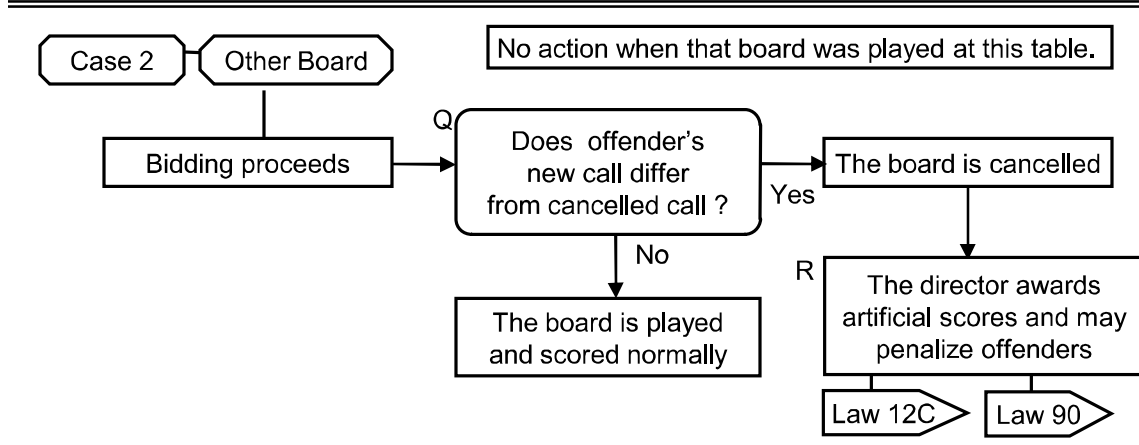 Case 2
Other Board
No action when that board was played at this table.
Bidding proceeds
Q
Does offender's
new call differ
from cancelled call ?
Yes
The board is cancelled
No
The board is played
and scored normally
R
The director awards
artificial scores and may
penalize offenders
Law 12C
Law 90